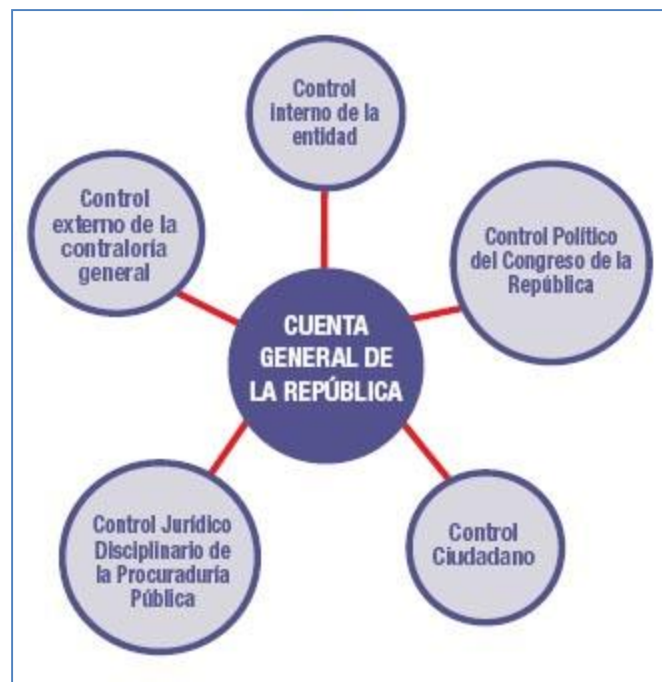 Control
interno de la
entidad
Control
externo de la
contraloría
general
Control Político
del Congreso de la
República
CUENTA
GENERAL DE
LA REPÚBLICA
Control Jurídico
Disciplinario de
la Procuraduría
Pública
Control
Ciudadano